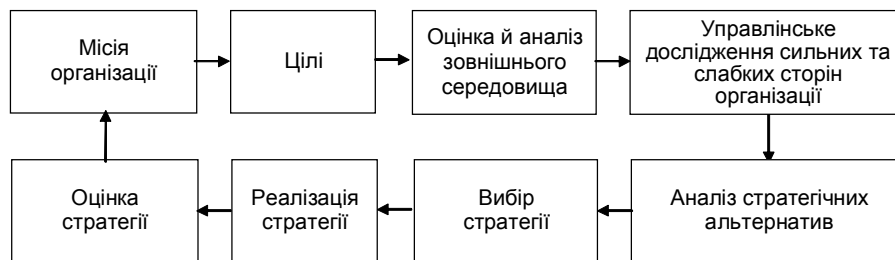 Місія
організації
Цілі
Оцінка й аналіз
зовнішнього
середовища
Управлінське
дослідження сильних та
слабких сторін
організації
Оцінка
стратегії
Реалізація
стратегії
Вибір
стратегії
Аналіз стратегічних
альтернатив